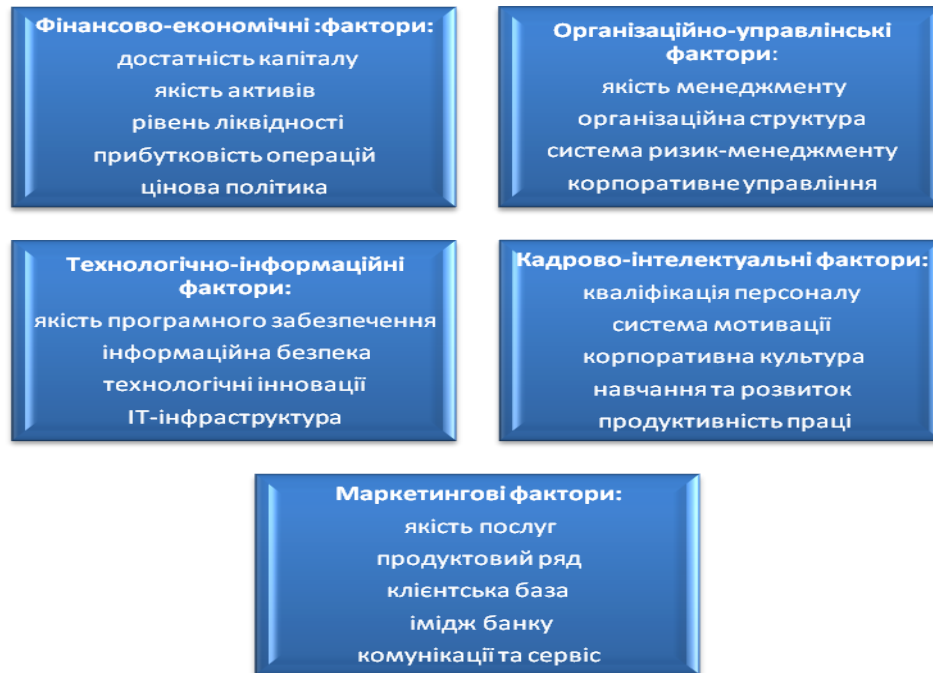 Фінансово-економічні :фактори:
достатність капіталу
якість активів
рівень ліквідності
прибутковість операцій
цінова політика
Організаційно-управлінські
фактори:
якість менеджменту
організаційна структура
система ризик-менеджменту
корпоративне управління
Технологічно-інформаційні
фактори:
якість програмного забезпечення
інформаційна безпека
технологічні інновації
ІТ-інфраструктура
Кадрово-інтелектуальні фактори:
кваліфікація персоналу
система мотивації
корпоративна культура
навчання та розвиток
продуктивність праці
Маркетингові фактори:
якість послуг
продуктовий ряд
клієнтська база
імідж банку
комунікації та сервіс